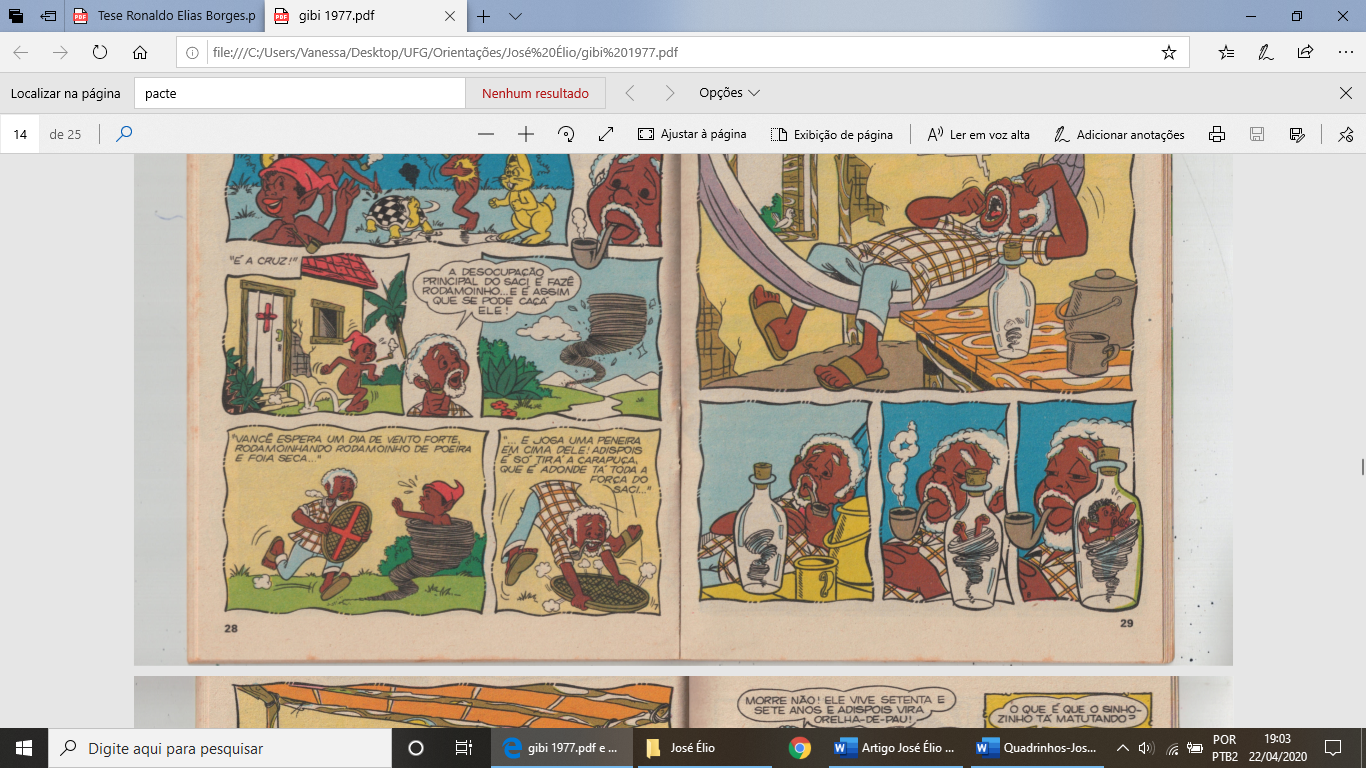 Tese Ronaldo Elias Borges.p
gibi 1977.pdf
file:///C:/Users/Vanessa/Desktop/UFG/Orientações/José%20Élio/gibi%201977.pdf
Localizar na página
pacte
Nenhum resultado
Opções
14
de 25
Ajustar à página
Exibição de página
Ler em voz alta
Adicionar anotações
"É A CRUZ!"
A DESOCUPAÇÃO
PRINCIPAL DO SACI É FAZÊ
RODAMOINHO... E É ASSIM
QUE SE PODE CAÇÁ
ELE!
"VANCÊ ESPERA UM DIA DE VENTO FORTE,
RODAMOINHANDO RODAMOINHO DE POEIRA
E FOIA SECA..."
"... E JOGA UMA PENEIRA
EM CIMA DELE! ADISPOIS
É SÓ TIRÁ A CARAPUÇA,
QUE É ADONDE TÁ TODA A
FORÇA DO
SACI..."
28
29
MORRE NÃO! ELE VIVE SETENTA E
SETE ANOS E ADISPOIS VIRA
ORELHA-DE-PAU!
O QUE É QUE O SINHO-
ZINHO TÁ MATUTANDO?
Digite aqui para pesquisar
gibi 1977.pdf e ...
José Élio
Artigo José Élio ...
Quadrinhos-Jos...
POR
PTB2
19:03
22/04/2020